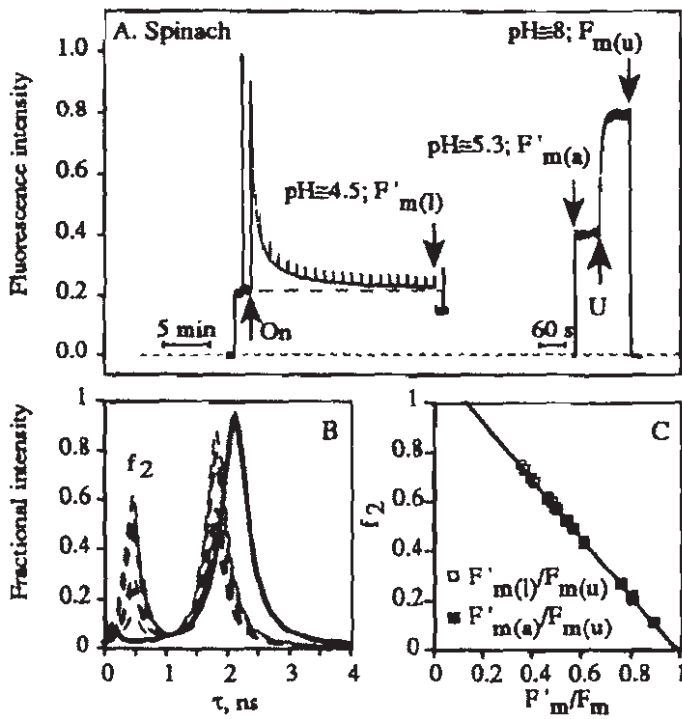 A. Spinach
pH≅8; Fm(u)
pH≅5.3; F'm(a)
pH≅4.5; F'm(l)
Fluorescence intensity
1.0
0.8
0.6
0.4
0.2
0.0
5 min
On
60 s
U
Fractional intensity
1
0.8
0.6
0.4
0.2
0
B
f2
0 1 2 3 4
τ, ns
f2
1
0.8
0.6
0.4
0.2
0
C
F'm(l)/Fm(u)
F'm(a)/Fm(u)
0 0.2 0.4 0.6 0.8 1
F'm/Fm